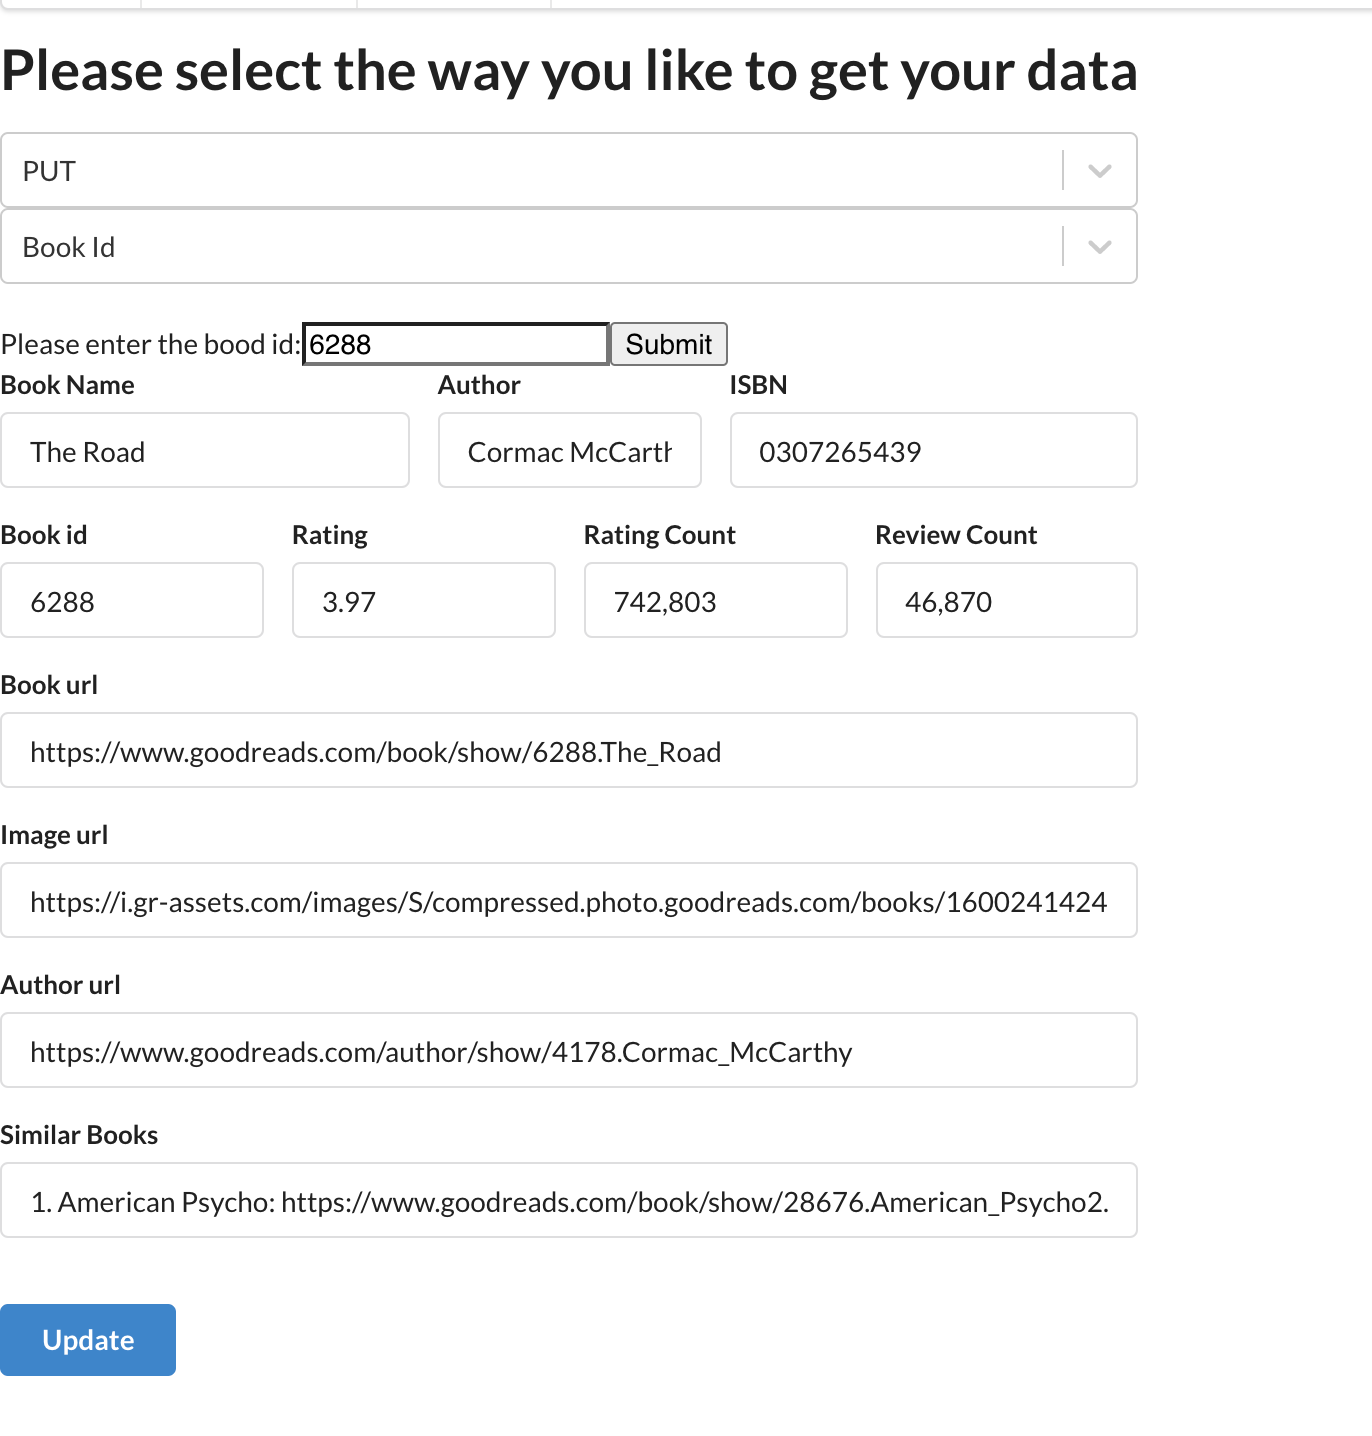 Please select the way you like to get your data
PUT
Book Id
Please enter the bood id: 6288 Submit
Book Name Author ISBN
The Road Cormac McCarth 0307265439
Book id Rating Rating Count Review Count
6288 3.97 742,803 46,870
Book url
https://www.goodreads.com/book/show/6288.The_Road
Image url
https://i.gr-assets.com/images/S/compressed.photo.goodreads.com/books/1600241424
Author url
https://www.goodreads.com/author/show/4178.Cormac_McCarthy
Similar Books
1. American Psycho: https://www.goodreads.com/book/show/28676.American_Psycho2.
Update